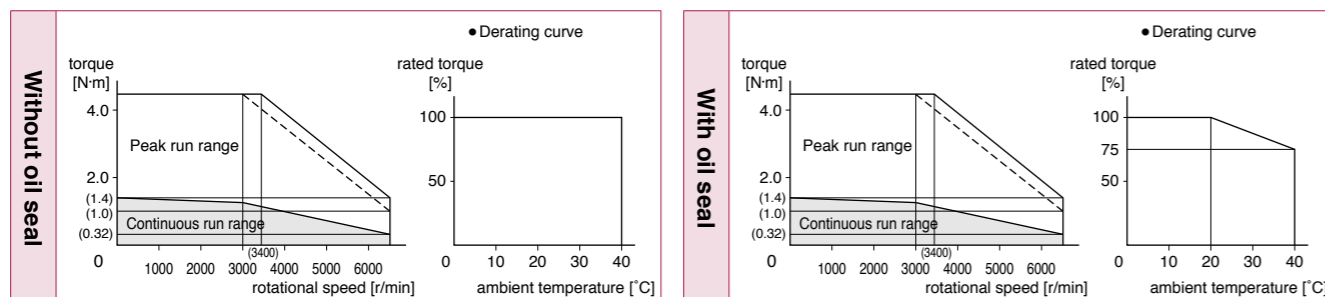 Without oil seal
● Derating curve
torque
[N·m]
4.0
2.0
(1.4)
(1.0)
(0.32)
0
Peak run range
Continuous run range
(3400)
1000 2000 3000 4000 5000 6000
rotational speed [r/min]
rated torque
[%]
100
50
0 10 20 30 40
ambient temperature [˚C]
With oil seal
● Derating curve
torque
[N·m]
4.0
2.0
(1.4)
(1.0)
(0.32)
0
Peak run range
Continuous run range
(3400)
1000 2000 3000 4000 5000 6000
rotational speed [r/min]
rated torque
[%]
100
75
50
0 10 20 30 40
ambient temperature [˚C]